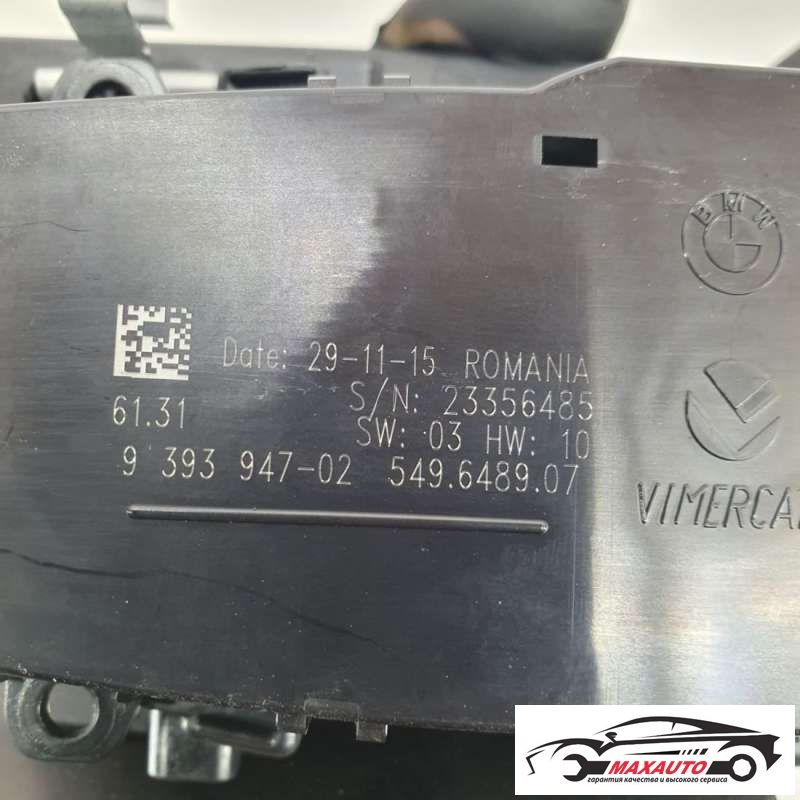 BMW
Date: 29-11-15 ROMANIA
S/N: 23356485
61.31
SW: 03 HW: 10
9 393 947-02 549.6489.07
MAXAUTO
гарантия качества и высокого сервиса